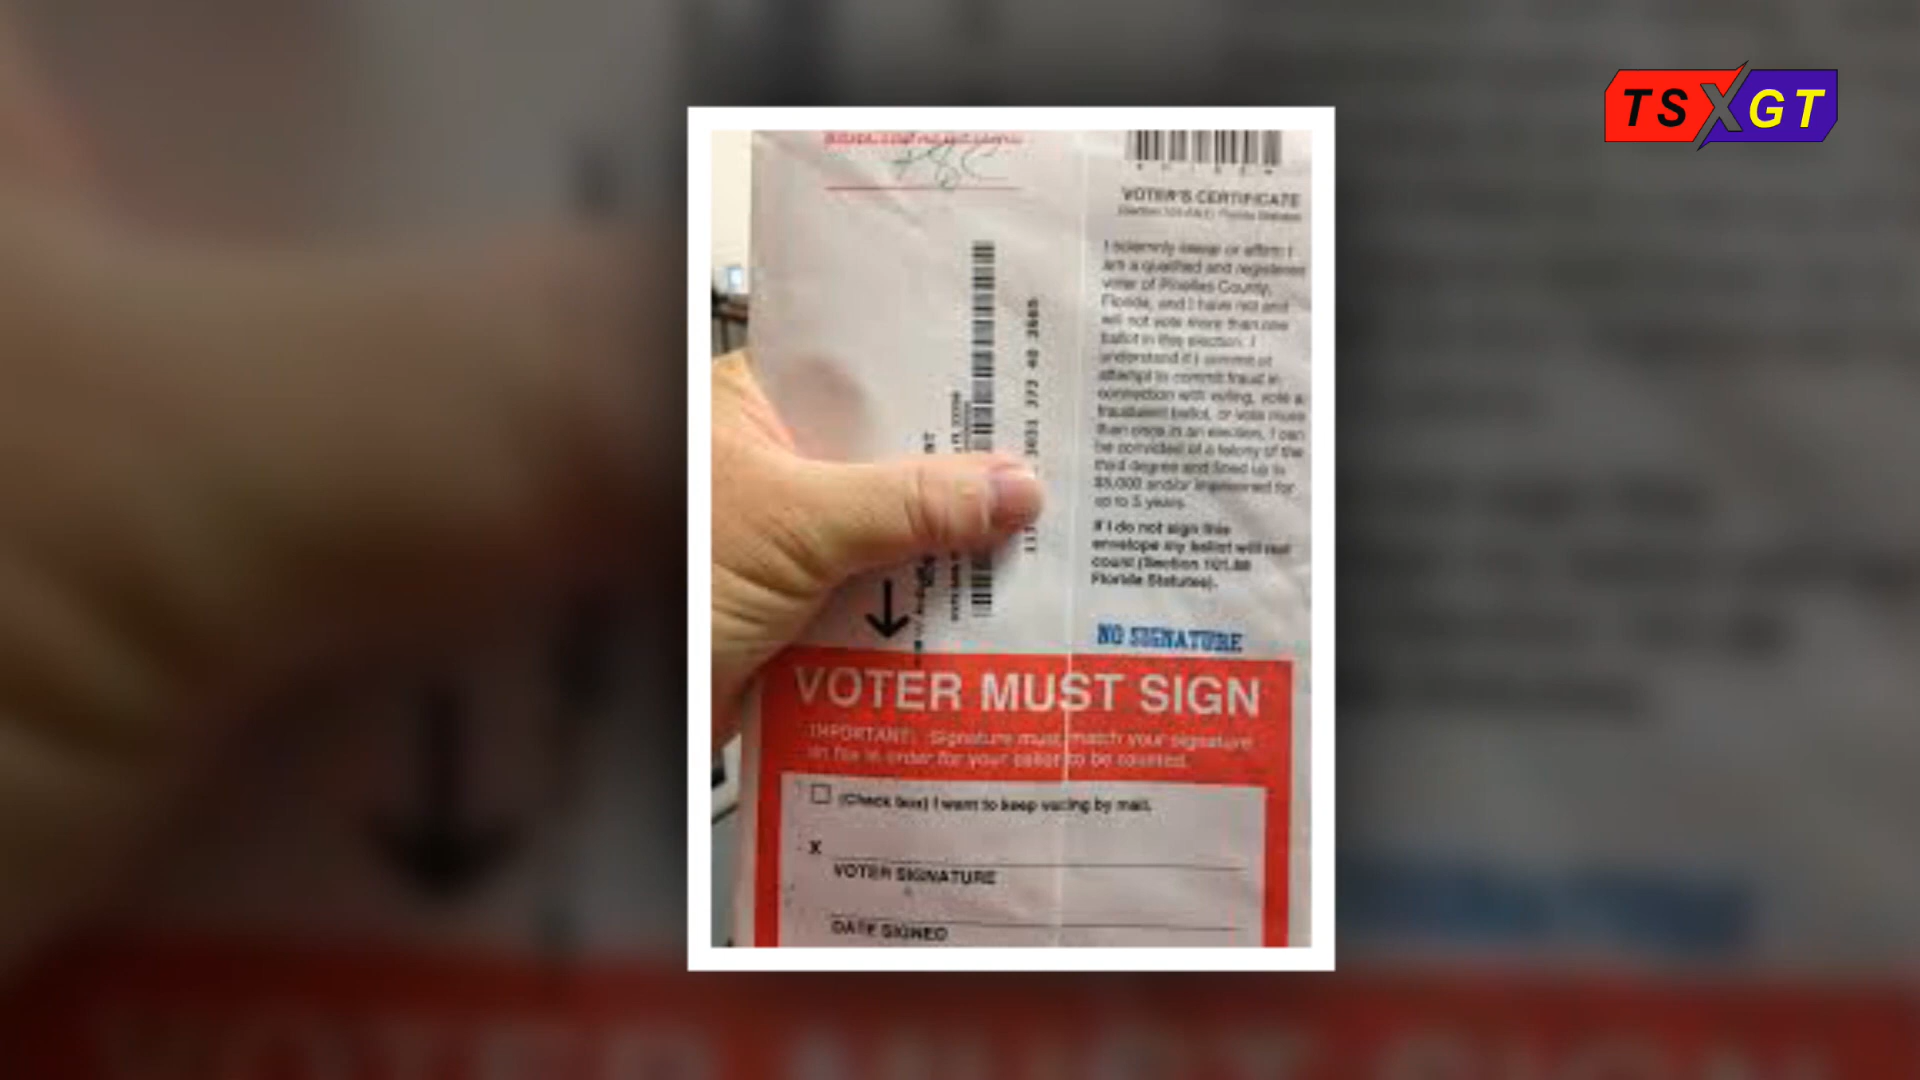 TSXGT
VOTER'S CERTIFICATE
I solemnly swear or affirm I
am a qualified and registered
voter of Pinellas County,
Florida, and I have not and
will not vote more than one
ballot in this election. I
understand if I commit or
attempt to commit fraud in
connection with voting, vote a
fraudulent ballot, or vote more
than once in an election, I can
be convicted of a felony of the
third degree and fined up to
$5,000 and/or imprisoned for
up to 5 years.
If I do not sign this
envelope my ballot will not
count (Section 101.68
Florida Statutes).
NO SIGNATURE
VOTER MUST SIGN
IMPORTANT: Signature must match your signature
on file in order for your ballot to be counted.
(Check box) I want to keep voting by mail.
X
VOTER SIGNATURE
DATE SIGNED